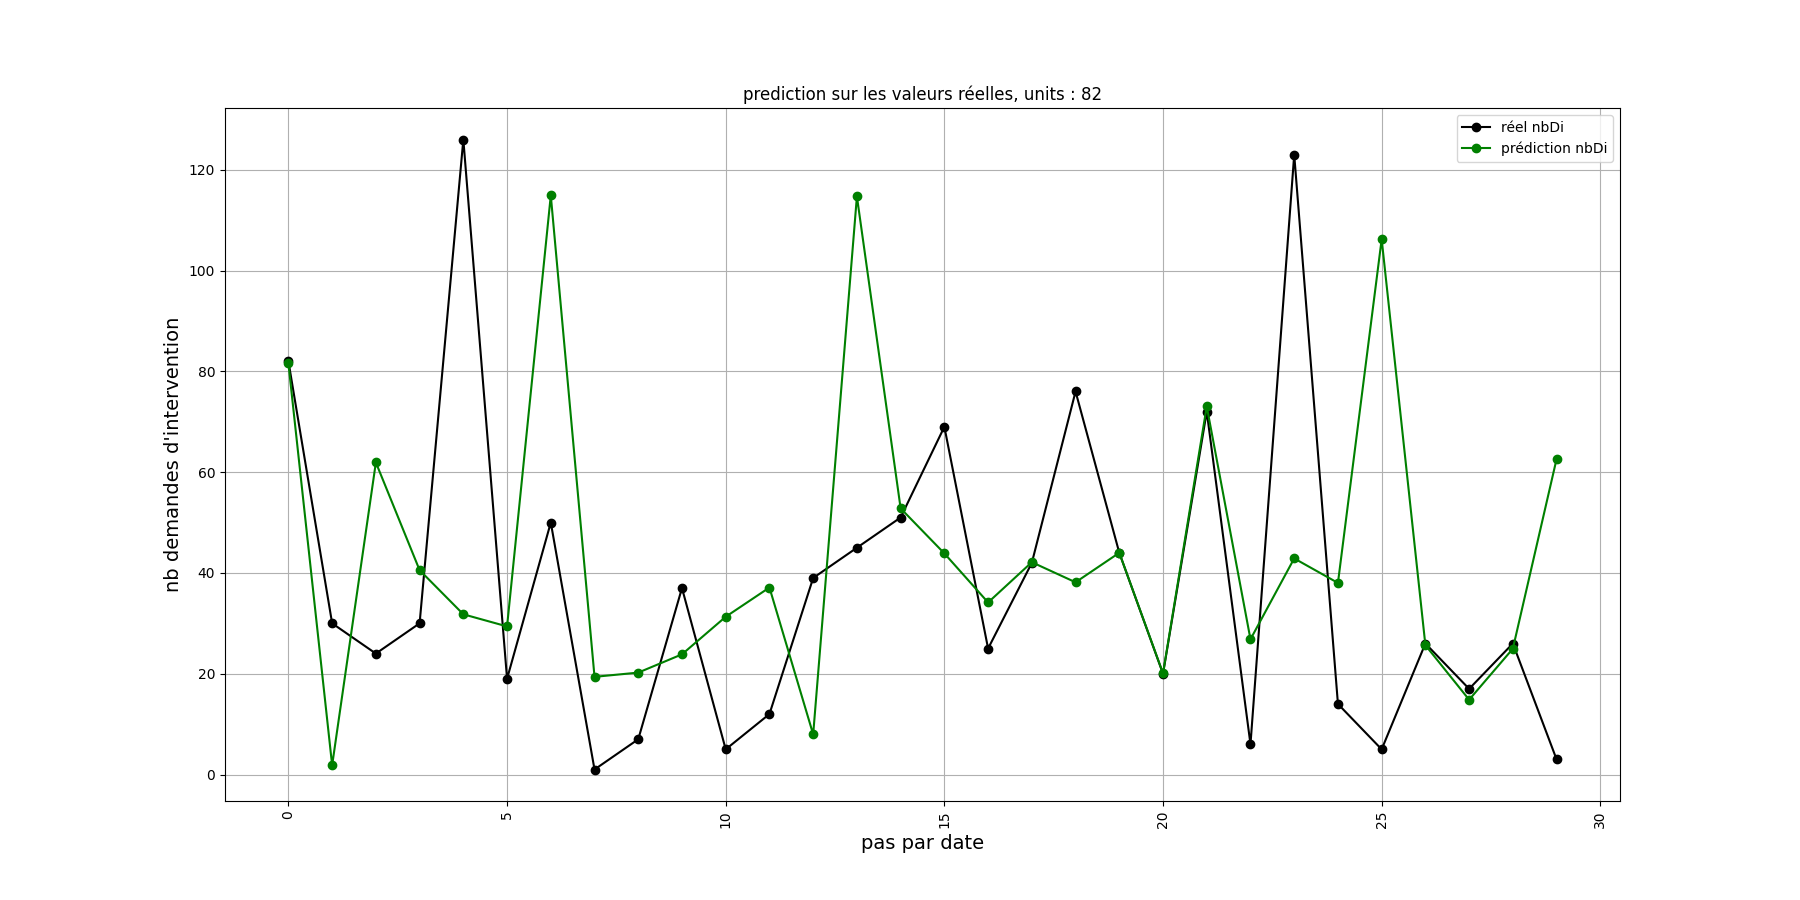 prediction sur les valeurs réelles, units : 82
réel nbDi
prédiction nbDi
nb demandes d'intervention
120
100
80
60
40
20
0
0
5
10
15
20
25
30
pas par date